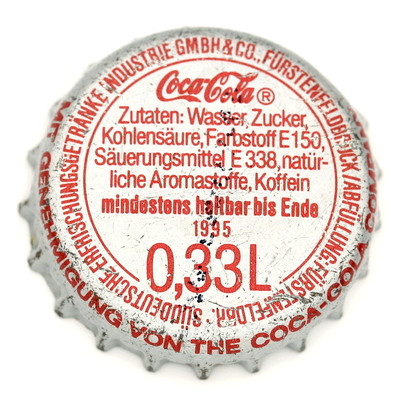 Coca-Cola ®
Zutaten: Wasser, Zucker,
Kohlensäure, Farbstoff E 150,
Säuerungsmittel E 338, natür-
liche Aromastoffe, Koffein
mindestens haltbar bis Ende
1995
0,33L
SÜDDEUTSCHE ERFRISCHUNGSGETRÄNKE INDUSTRIE GMBH & CO., FÜRSTENFELDBRUCK / ABFÜLLUNG: FÜRSTENFELDBR.
MIT GENEHMIGUNG VON THE COCA-COLA